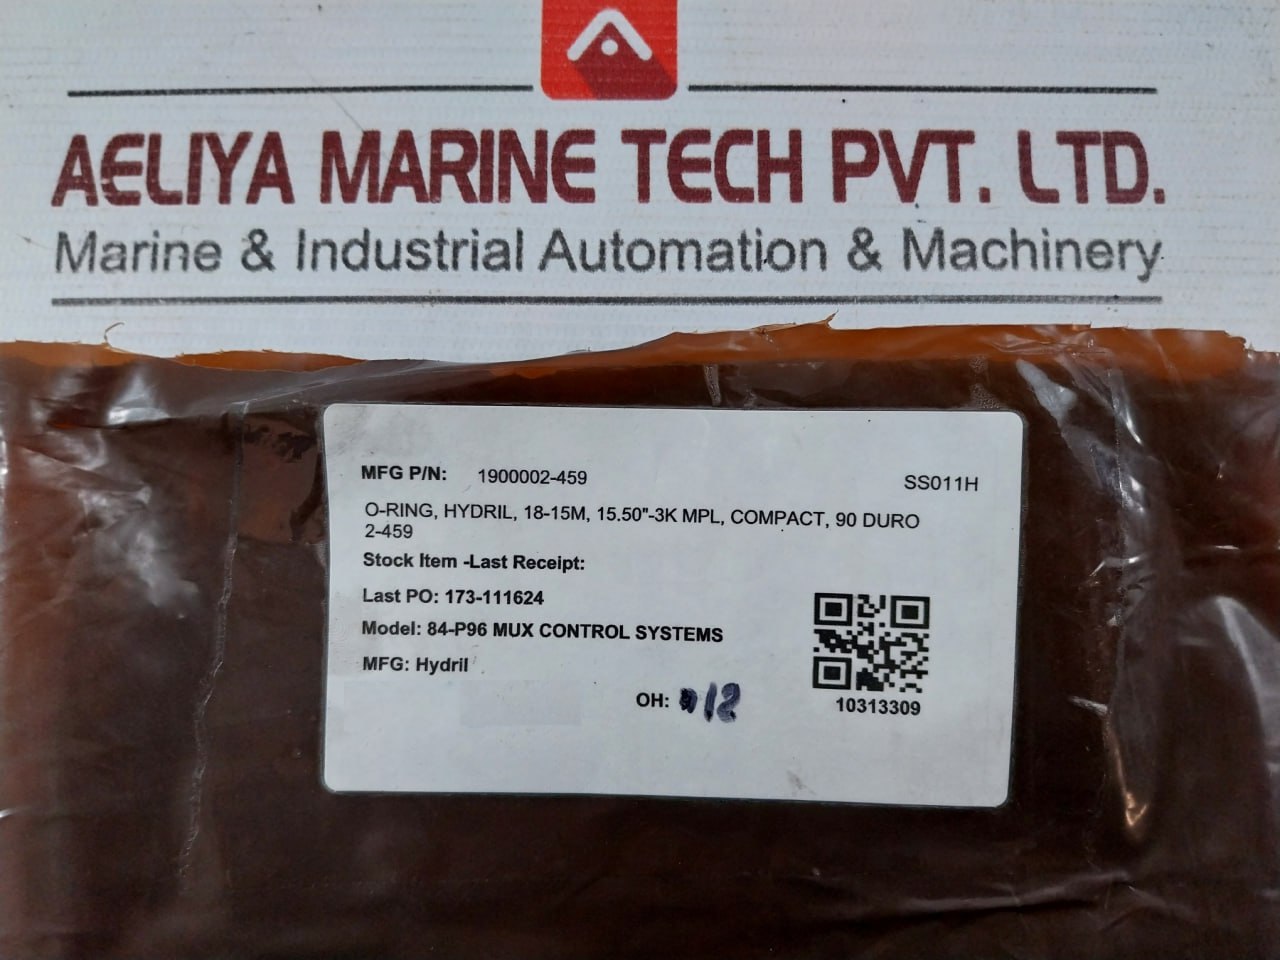 AELIYA MARINE TECH PVT. LTD.
Marine & Industrial Automation & Machinery
MFG P/N: 1900002-459 SS011H
O-RING, HYDRIL, 18-15M, 15.50"-3K MPL, COMPACT, 90 DURO
2-459
Stock Item -Last Receipt:
Last PO: 173-111624
Model: 84-P96 MUX CONTROL SYSTEMS
MFG: Hydril
OH: 
10313309